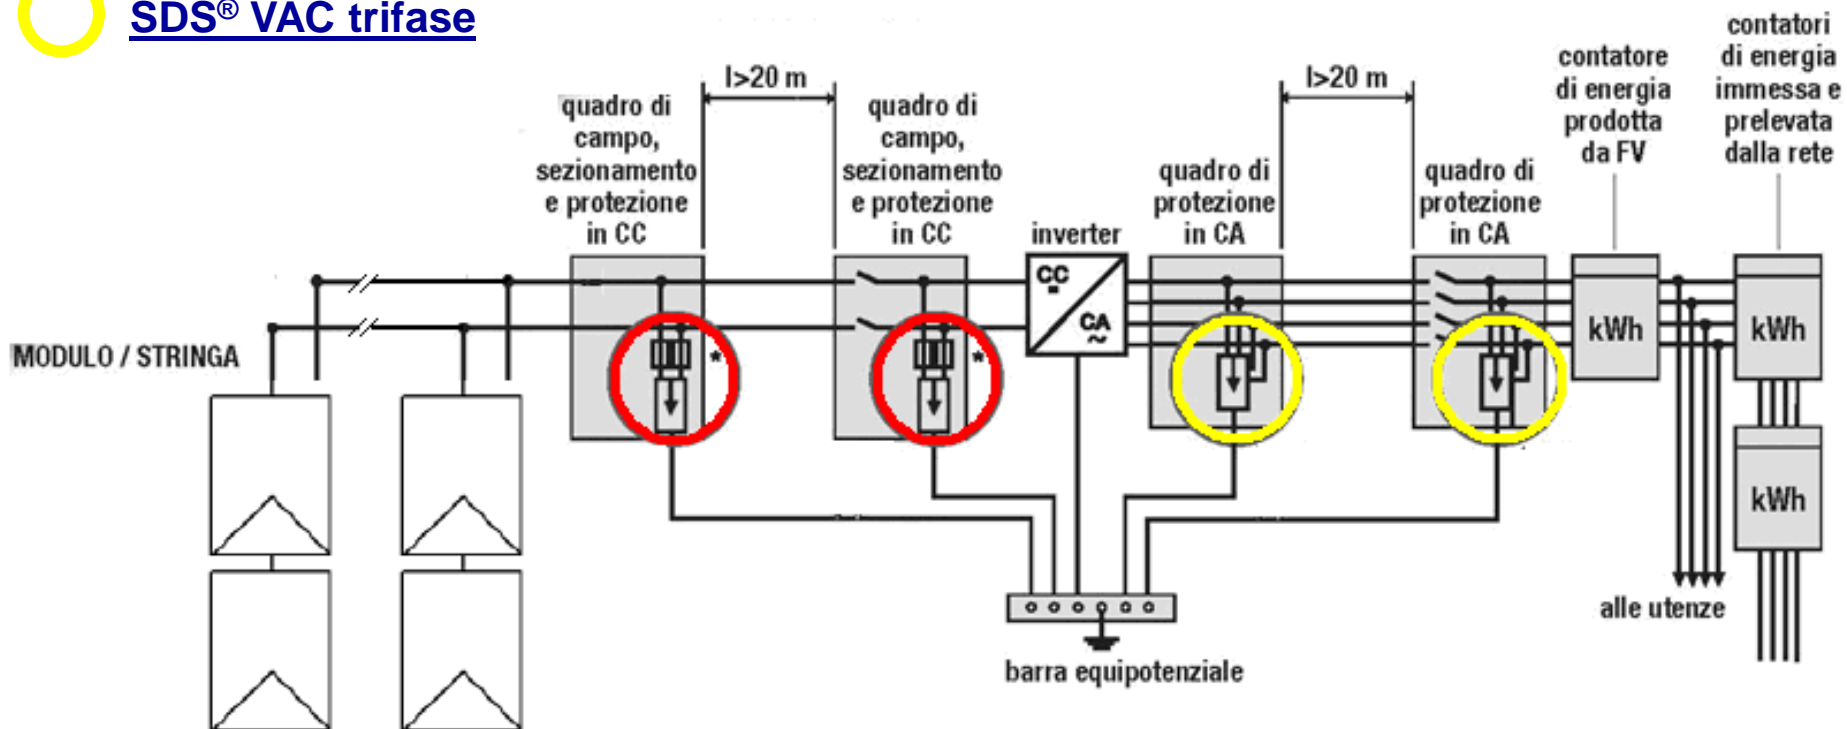 SDS® VAC trifase
contatori
di energia
immessa e
prelevata
dalla rete
contatore
di energia
prodotta
da FV
l>20 m
l>20 m
quadro di
campo,
sezionamento
e protezione
in CC
quadro di
campo,
sezionamento
e protezione
in CC
inverter
quadro di
protezione
in CA
quadro di
protezione
in CA
CC
CA
~
kWh
kWh
MODULO / STRINGA
*
*
kWh
alle utenze
barra equipotenziale